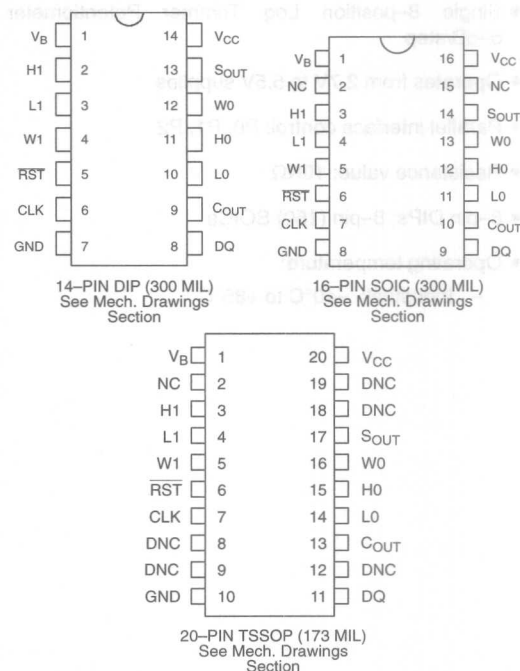 VB 1 14 VCC
H1 2 13 SOUT
L1 3 12 W0
W1 4 11 H0
RST 5 10 L0
CLK 6 9 COUT
GND 7 8 DQ
14–PIN DIP (300 MIL)
See Mech. Drawings
Section
VB 1 16 VCC
NC 2 15 NC
H1 3 14 SOUT
L1 4 13 W0
W1 5 12 H0
RST 6 11 L0
CLK 7 10 COUT
GND 8 9 DQ
16–PIN SOIC (300 MIL)
See Mech. Drawings
Section
VB 1 20 VCC
NC 2 19 DNC
H1 3 18 DNC
L1 4 17 SOUT
W1 5 16 W0
RST 6 15 H0
CLK 7 14 L0
DNC 8 13 COUT
DNC 9 12 DNC
GND 10 11 DQ
20–PIN TSSOP (173 MIL)
See Mech. Drawings
Section